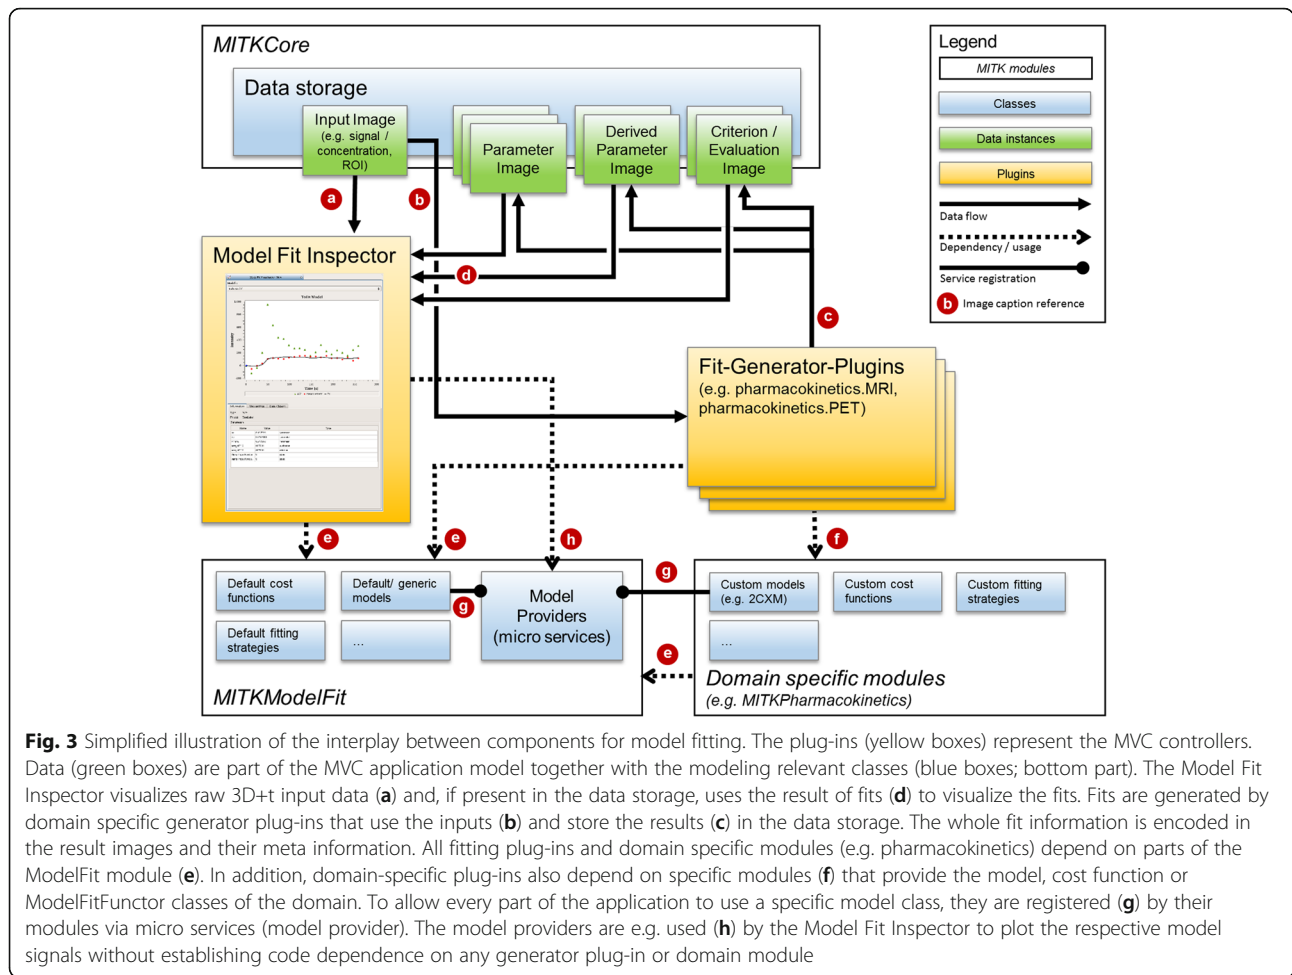 MITKCore
Data storage
Input Image
(e.g. signal /
concentration,
ROI)
Parameter
Image
Derived
Parameter
Image
Criterion /
Evaluation
Image
Legend
MITK modules
Classes
Data instances
Plugins
Data flow
Dependency / usage
Service registration
b Image caption reference
a
b
d
c
Model Fit Inspector
Fit-Generator-Plugins
(e.g. pharmacokinetics.MRI,
pharmacokinetics.PET)
e
e
h
f
g
g
e
Default cost
functions
Default/ generic
models
Default fitting
strategies
...
Model
Providers
(micro services)
MITKModelFit
Custom models
(e.g. 2CXM)
Custom cost
functions
Custom fitting
strategies
...
Domain specific modules
(e.g. MITKPharmacokinetics)
Fig. 3 Simplified illustration of the interplay between components for model fitting. The plug-ins (yellow boxes) represent the MVC controllers.
Data (green boxes) are part of the MVC application model together with the modeling relevant classes (blue boxes; bottom part). The Model Fit
Inspector visualizes raw 3D+t input data (a) and, if present in the data storage, uses the result of fits (d) to visualize the fits. Fits are generated by
domain specific generator plug-ins that use the inputs (b) and store the results (c) in the data storage. The whole fit information is encoded in
the result images and their meta information. All fitting plug-ins and domain specific modules (e.g. pharmacokinetics) depend on parts of the
ModelFit module (e). In addition, domain-specific plug-ins also depend on specific modules (f) that provide the model, cost function or
ModelFitFunctor classes of the domain. To allow every part of the application to use a specific model class, they are registered (g) by their
modules via micro services (model provider). The model providers are e.g. used (h) by the Model Fit Inspector to plot the respective model
signals without establishing code dependence on any generator plug-in or domain module